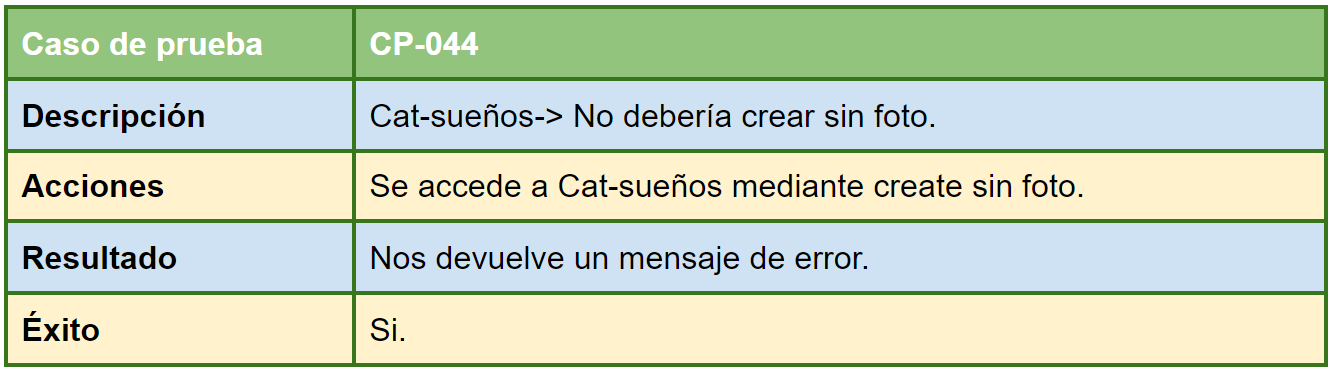 Caso de prueba CP-044
Descripción Cat-sueños-> No debería crear sin foto.
Acciones Se accede a Cat-sueños mediante create sin foto.
Resultado Nos devuelve un mensaje de error.
Éxito Si.